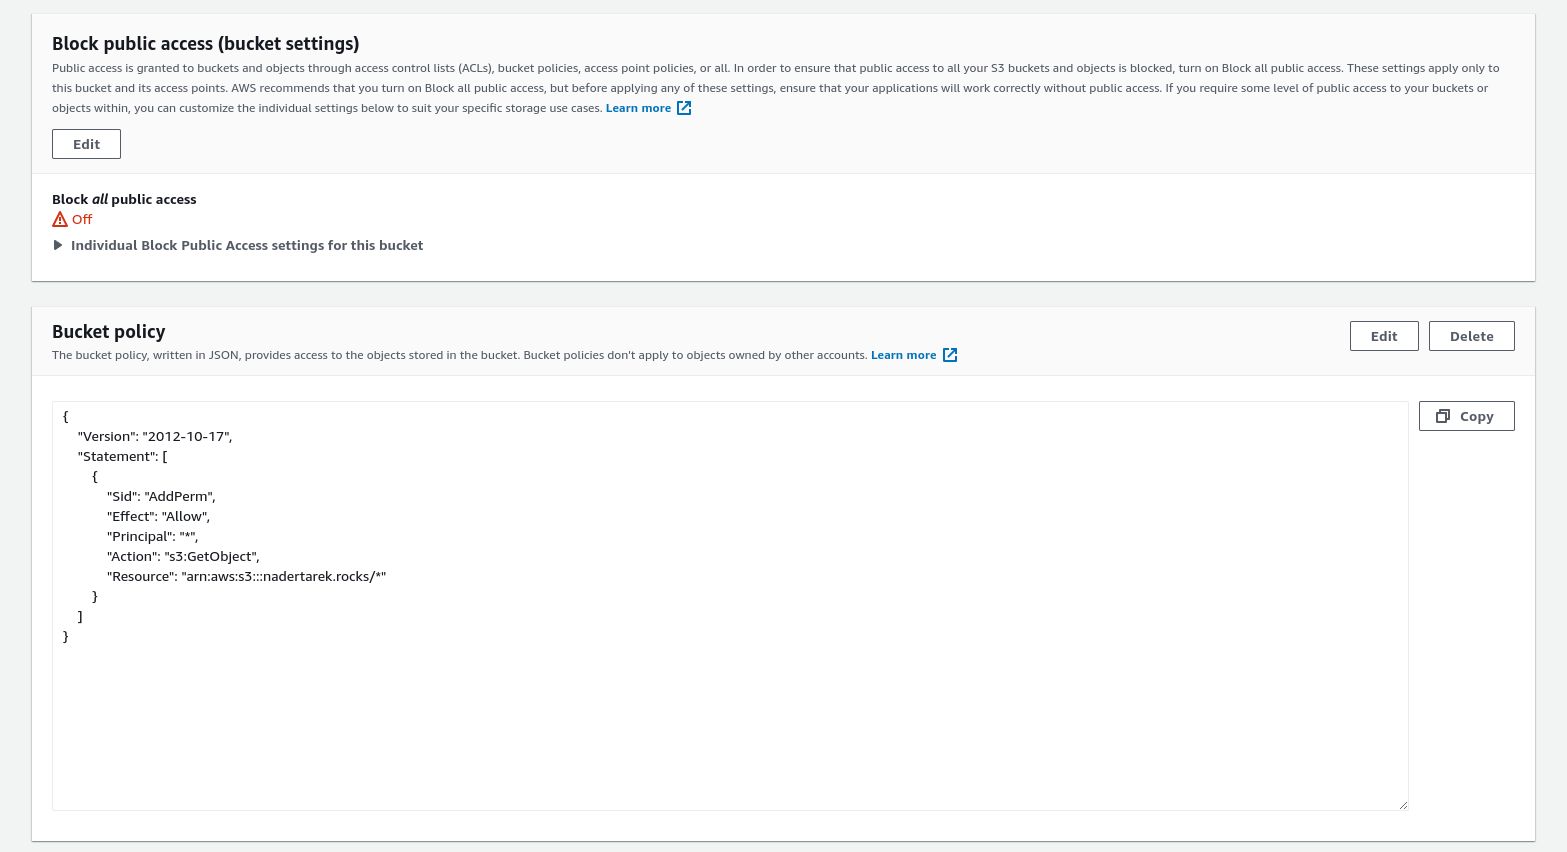 Block public access (bucket settings)
Public access is granted to buckets and objects through access control lists (ACLs), bucket policies, access point policies, or all. In order to ensure that public access to all your S3 buckets and objects is blocked, turn on Block all public access. These settings apply only to
this bucket and its access points. AWS recommends that you turn on Block all public access, but before applying any of these settings, ensure that your applications will work correctly without public access. If you require some level of public access to your buckets or
objects within, you can customize the individual settings below to suit your specific storage use cases. Learn more
Edit
Block all public access
Off
Individual Block Public Access settings for this bucket
Bucket policy
Edit
Delete
The bucket policy, written in JSON, provides access to the objects stored in the bucket. Bucket policies don't apply to objects owned by other accounts. Learn more
Copy
{
    "Version": "2012-10-17",
    "Statement": [
        {
            "Sid": "AddPerm",
            "Effect": "Allow",
            "Principal": "*",
            "Action": "s3:GetObject",
            "Resource": "arn:aws:s3:::nadertarek.rocks/*"
        }
    ]
}